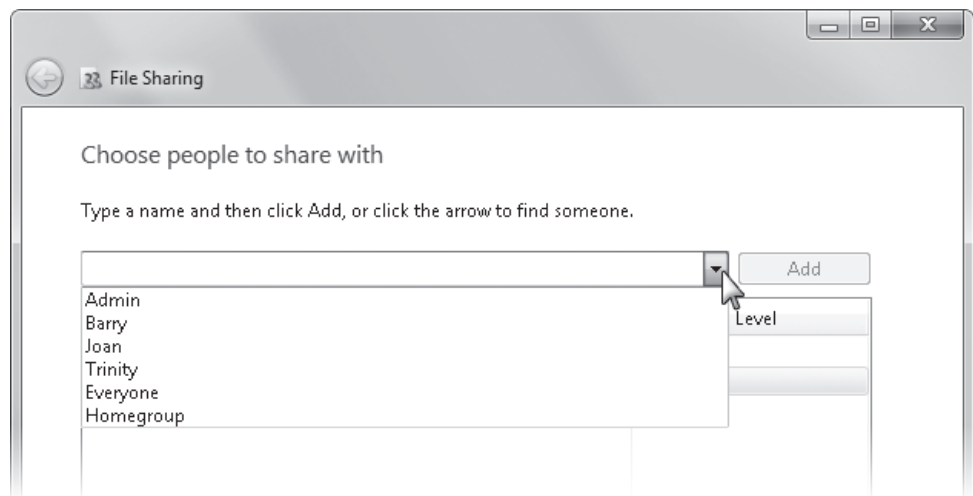 File Sharing
Choose people to share with
Type a name and then click Add, or click the arrow to find someone.
Add
Admin
Barry
Joan
Trinity
Everyone
Homegroup
Level